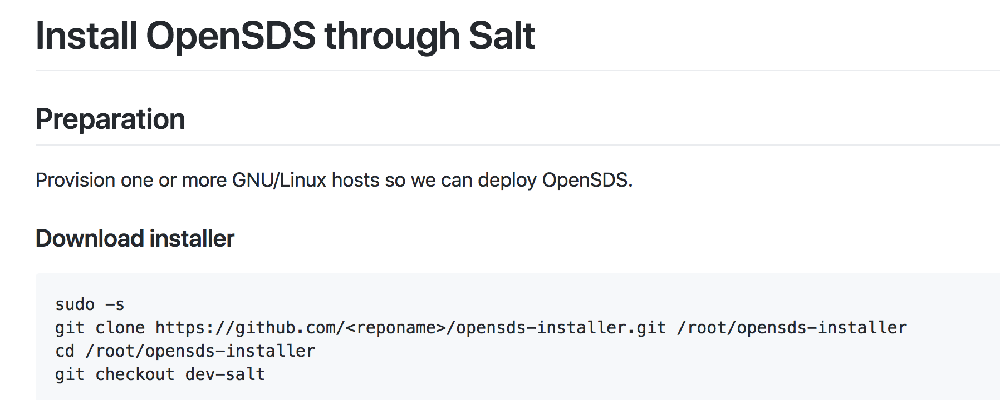 Install OpenSDS through Salt
Preparation
Provision one or more GNU/Linux hosts so we can deploy OpenSDS.
Download installer
sudo -s
git clone https://github.com/<reponame>/opensds-installer.git /root/opensds-installer
cd /root/opensds-installer
git checkout dev-salt